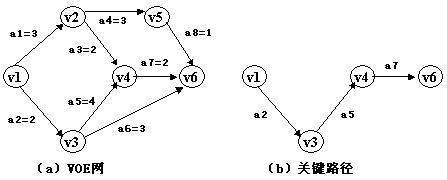 v2
a4=3
v5
a1=3
a3=2
a8=1
v1
v4
a7=2
v6
a2=2
a5=4
a6=3
v3
（a）VOE网
v1
v4
a7
v6
a2
a5
v3
（b）关键路径